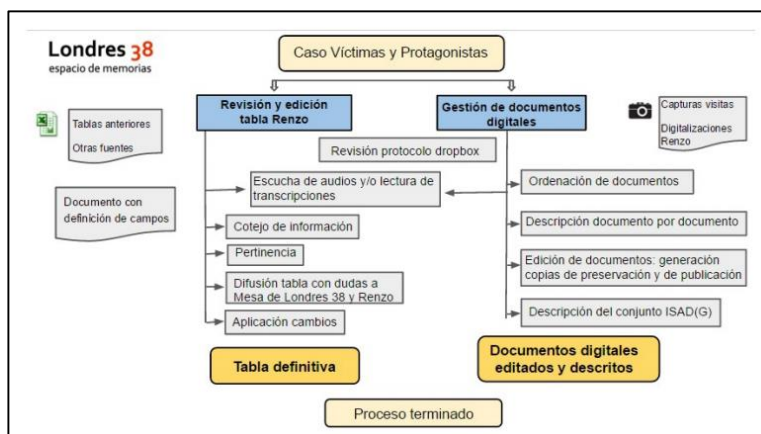 Londres 38
espacio de memorias
Caso Víctimas y Protagonistas
Tablas anteriores
Otras fuentes
Documento con
definición de campos
Revisión y edición
tabla Renzo
Gestión de documentos
digitales
Capturas visitas
Digitalizaciones
Renzo
Revisión protocolo dropbox
Escucha de audios y/o lectura de
transcripciones
Cotejo de información
Pertinencia
Difusión tabla con dudas a
Mesa de Londres 38 y Renzo
Aplicación cambios
Ordenación de documentos
Descripción documento por documento
Edición de documentos: generación
copias de preservación y de publicación
Descripción del conjunto ISAD(G)
Tabla definitiva
Documentos digitales
editados y descritos
Proceso terminado